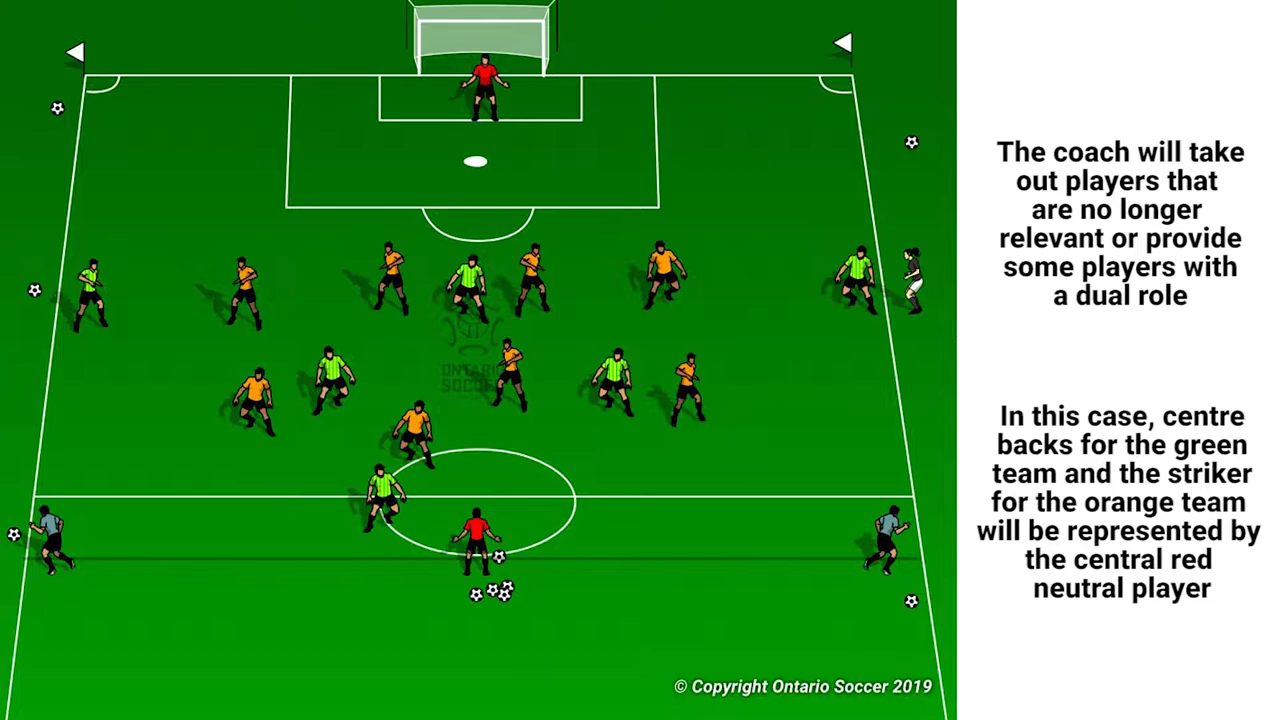 The coach will take
out players that
are no longer
relevant or provide
some players with
a dual role
In this case, centre
backs for the green
team and the striker
for the orange team
will be represented by
the central red
neutral player
ONTARIO
SOCCER
© Copyright Ontario Soccer 2019